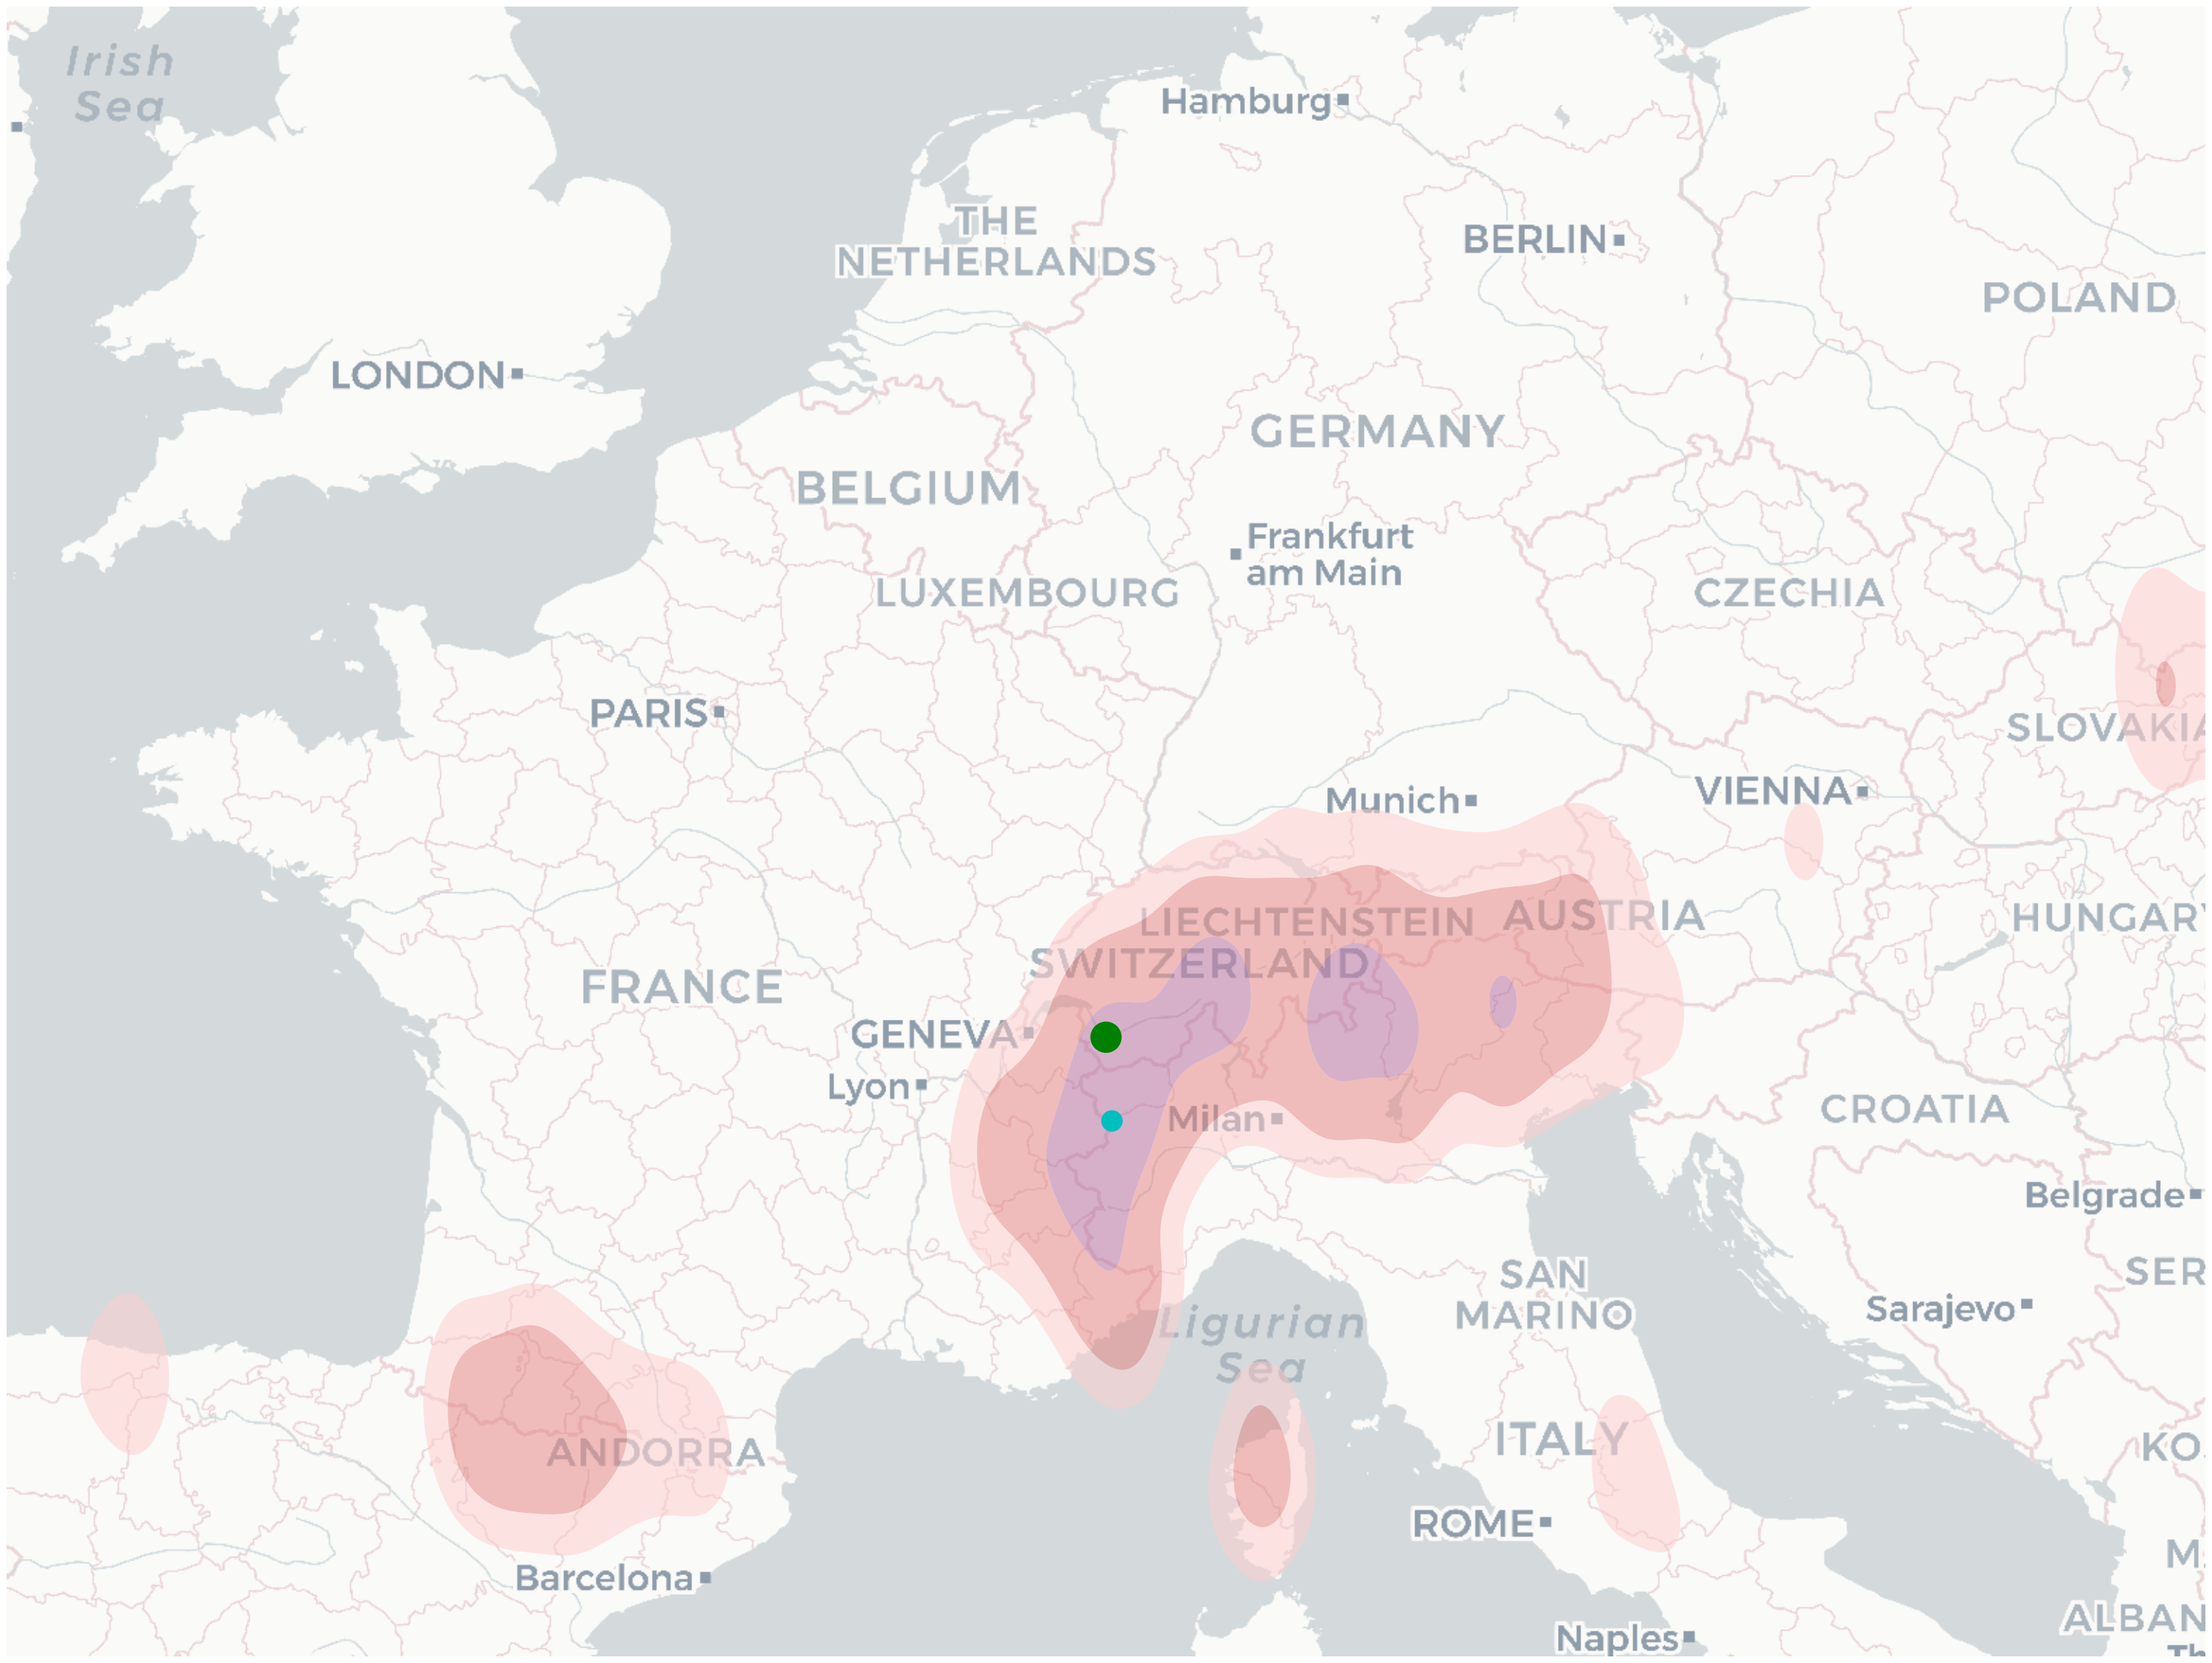 Irish
Sea
Hamburg
THE
NETHERLANDS
BERLIN
POLAND
LONDON
GERMANY
BELGIUM
Frankfurt
am Main
LUXEMBOURG
CZECHIA
PARIS
SLOVAKIA
Munich
VIENNA
LIECHTENSTEIN
AUSTRIA
HUNGARY
SWITZERLAND
FRANCE
GENEVA
Lyon
Milan
CROATIA
Belgrade
SAN
MARINO
SER
Sarajevo
Ligurian
Sea
ITALY
KO
ANDORRA
ROME
M
Barcelona
ALBAN
Naples
Th